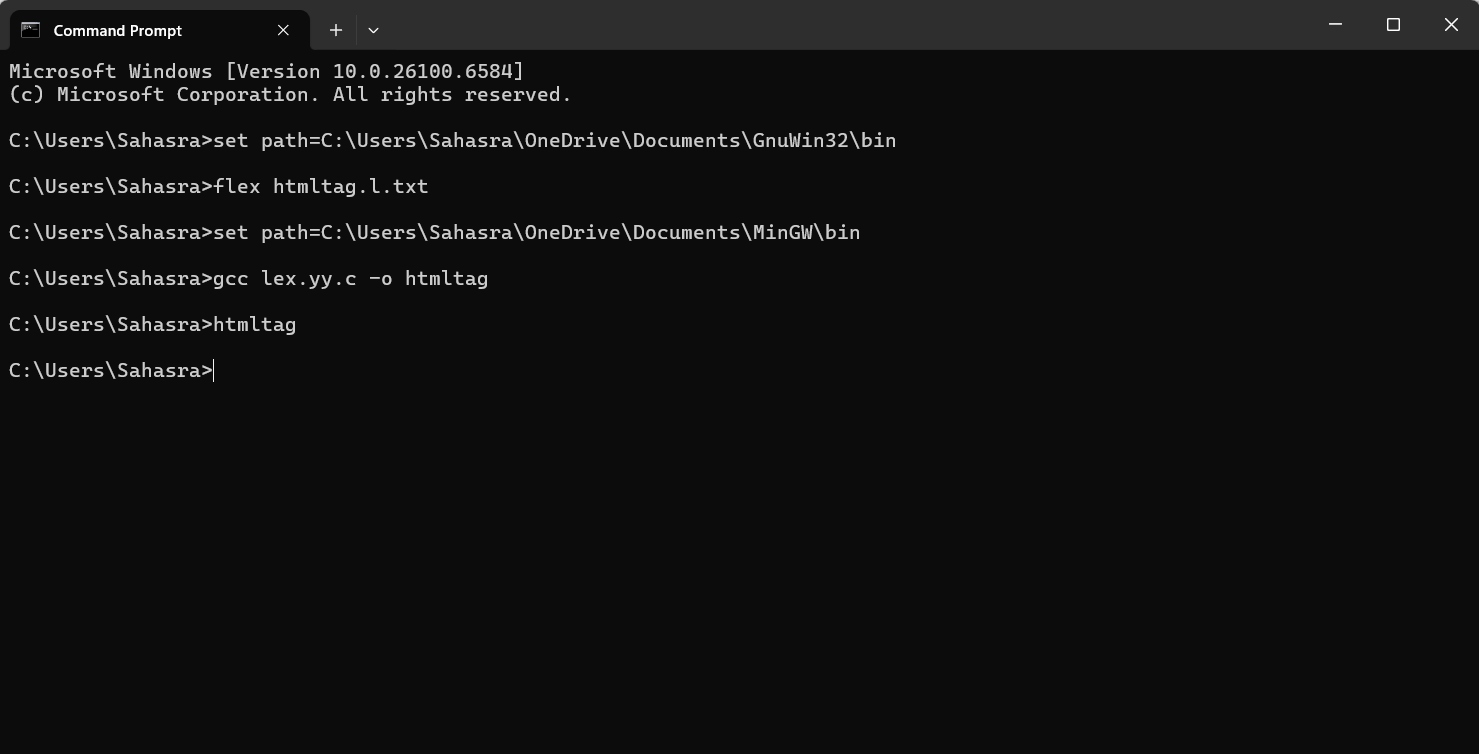 Command Prompt
Microsoft Windows [Version 10.0.26100.6584]
(c) Microsoft Corporation. All rights reserved.
C:\Users\Sahasra>set path=C:\Users\Sahasra\OneDrive\Documents\GnuWin32\bin
C:\Users\Sahasra>flex htmltag.l.txt
C:\Users\Sahasra>set path=C:\Users\Sahasra\OneDrive\Documents\MinGW\bin
C:\Users\Sahasra>gcc lex.yy.c -o htmltag
C:\Users\Sahasra>htmltag
C:\Users\Sahasra>